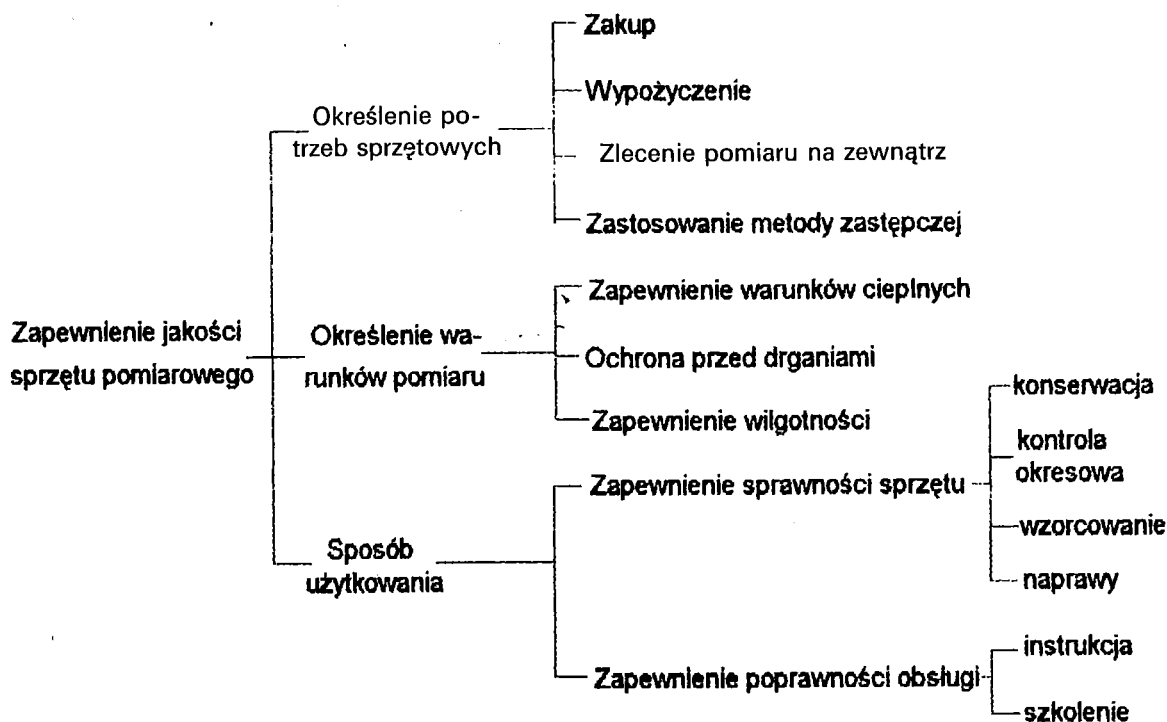 Zapewnienie jakości
sprzętu pomiarowego
Określenie po-
trzeb sprzętowych
Zakup
Wypożyczenie
Zlecenie pomiaru na zewnątrz
Zastosowanie metody zastępczej
Określenie wa-
runków pomiaru
Zapewnienie warunków cieplnych
Ochrona przed drganiami
Zapewnienie wilgotności
Sposób
użytkowania
Zapewnienie sprawności sprzętu
konserwacja
kontrola
okresowa
wzorcowanie
naprawy
Zapewnienie poprawności obsługi
instrukcja
szkolenie